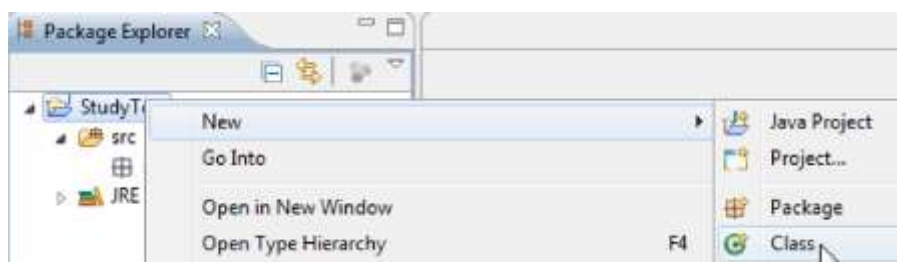 Package Explorer
StudyT
src
JRE
New
Go Into
Open in New Window
Open Type Hierarchy F4
Java Project
Project...
Package
Class